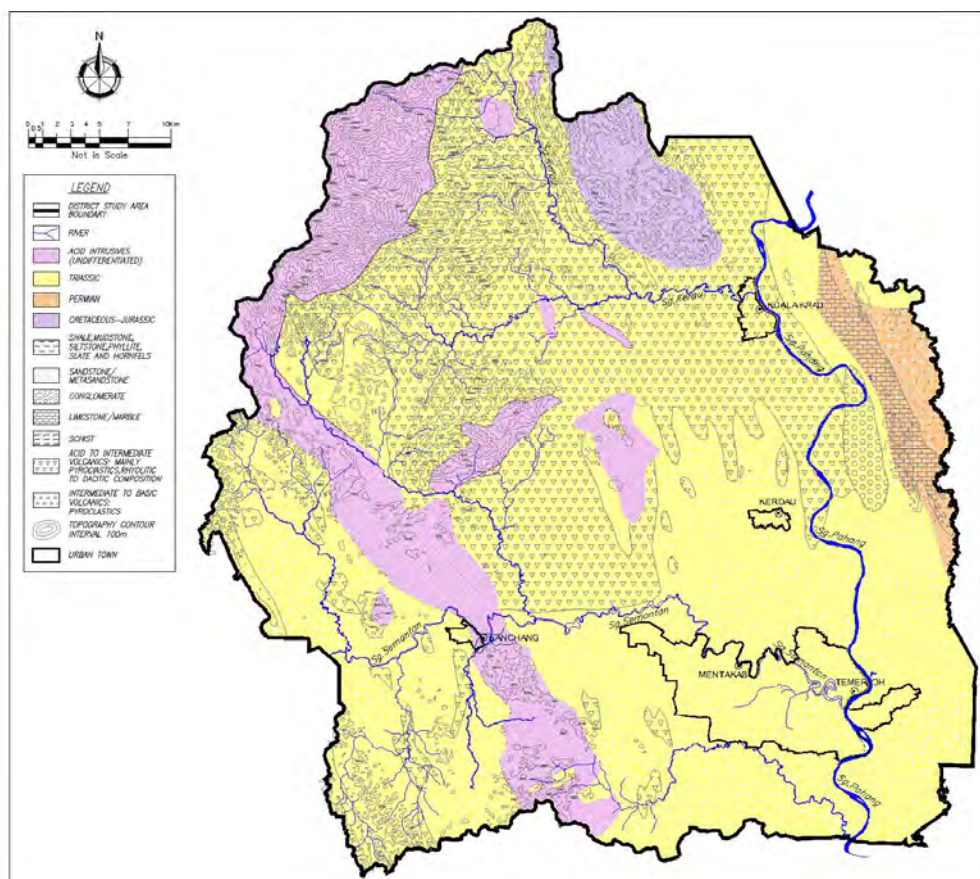 N
0 0.5 1 2 3 4 5 7 10Km
Not in Scale
LEGEND
DISTRICT STUDY AREA
BOUNDARY
RIVER
ACID INTRUSIVES
(UNDIFFERENTIATED)
TRIASSIC
PERMIAN
CRETACEOUS-JURASSIC
SHALE,MUDSTONE,
SILTSTONE,PHYLLITE,
SLATE AND HORNFELS
SANDSTONE/
METASANDSTONE
CONGLOMERATE
LIMESTONE/MARBLE
SCHIST
ACID TO INTERMEDIATE
VOLCANICS: MAINLY
PYROCLASTICS,RHYOLITIC
TO DACITIC COMPOSITION
INTERMEDIATE TO BASIC
VOLCANICS:
PYROCLASTICS
TOPOGRAPHY CONTOUR
INTERVAL 100m
URBAN TOWN
Sg.Kerau
KUALA KRAU
Sg.Pahang
KERDAU
Sg.Pahang
Sg.Semantan
Sg.Semantan
LANCHANG
Sg.Semantan
MENTAKAB
TEMERLOH
Sg.Pahang